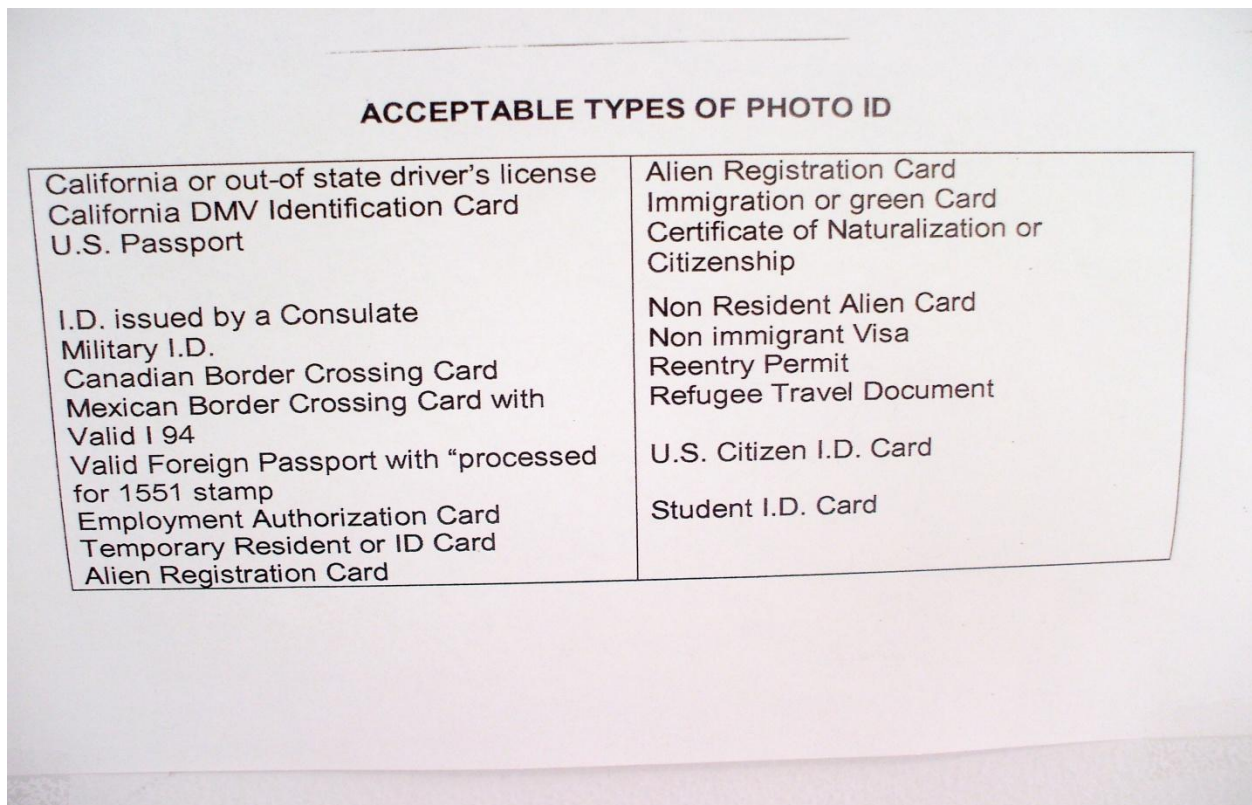 ACCEPTABLE TYPES OF PHOTO ID
California or out-of state driver's license
California DMV Identification Card
U.S. Passport
I.D. issued by a Consulate
Military I.D.
Canadian Border Crossing Card
Mexican Border Crossing Card with
Valid I 94
Valid Foreign Passport with “processed
for 1551 stamp
Employment Authorization Card
Temporary Resident or ID Card
Alien Registration Card
Alien Registration Card
Immigration or green Card
Certificate of Naturalization or
Citizenship
Non Resident Alien Card
Non immigrant Visa
Reentry Permit
Refugee Travel Document
U.S. Citizen I.D. Card
Student I.D. Card